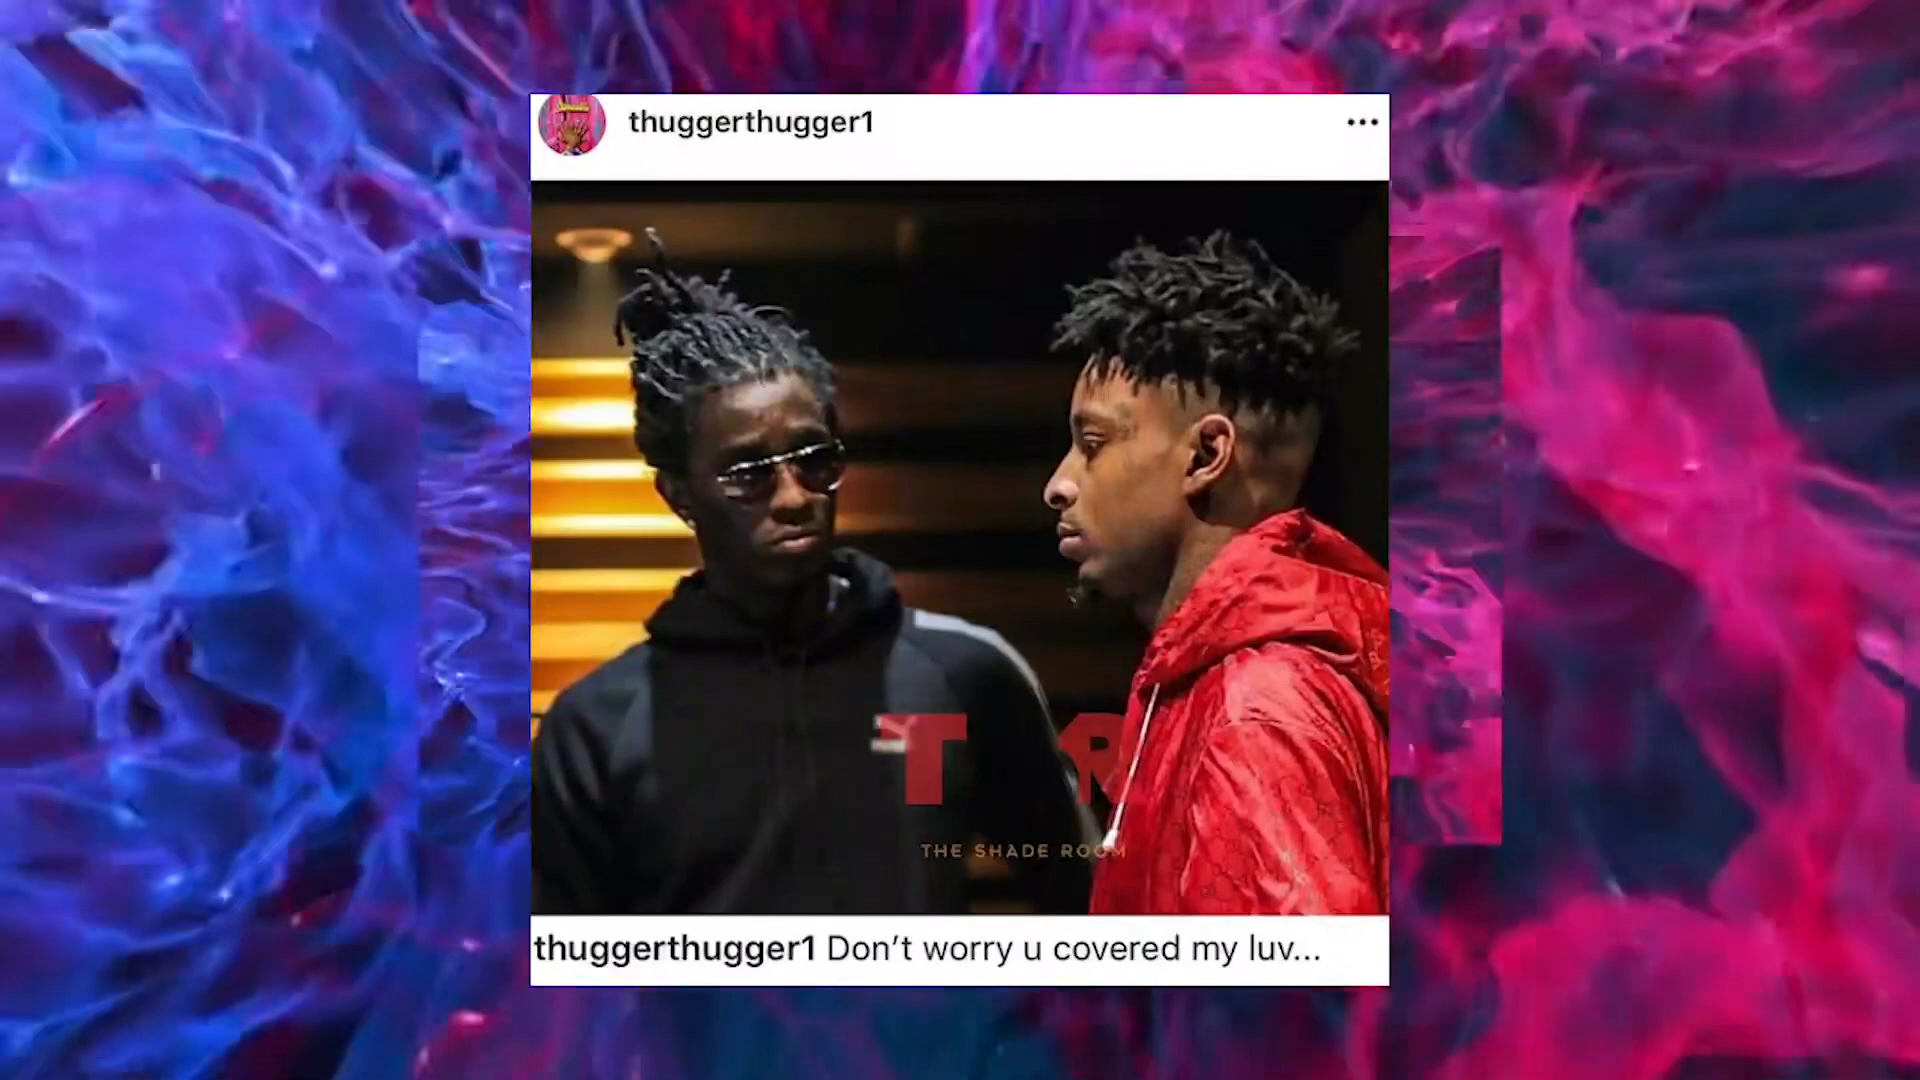 thuggerthugger1
T R
THE SHADE ROOM
thuggerthugger1 Don’t worry u covered my luv...